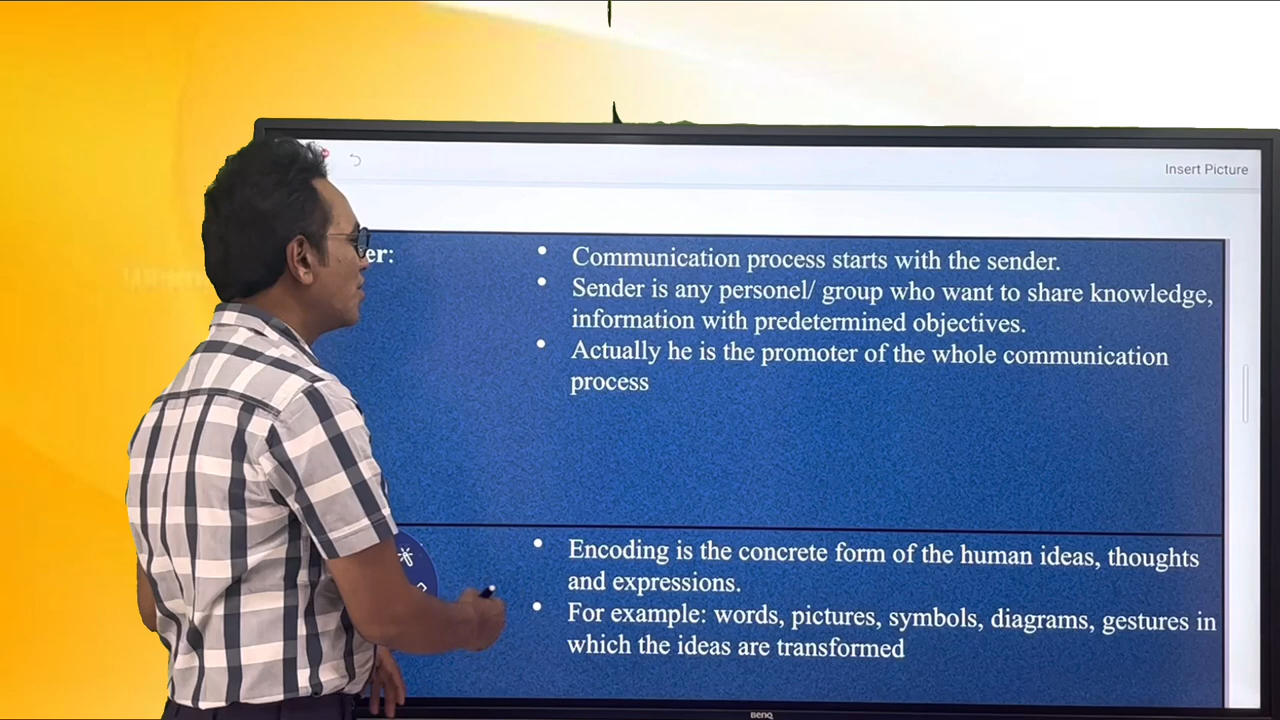 Insert Picture
er:
• Communication process starts with the sender.
• Sender is any personel/ group who want to share knowledge,
information with predetermined objectives.
• Actually he is the promoter of the whole communication
process
• Encoding is the concrete form of the human ideas, thoughts
and expressions.
• For example: words, pictures, symbols, diagrams, gestures in
which the ideas are transformed
BenQ